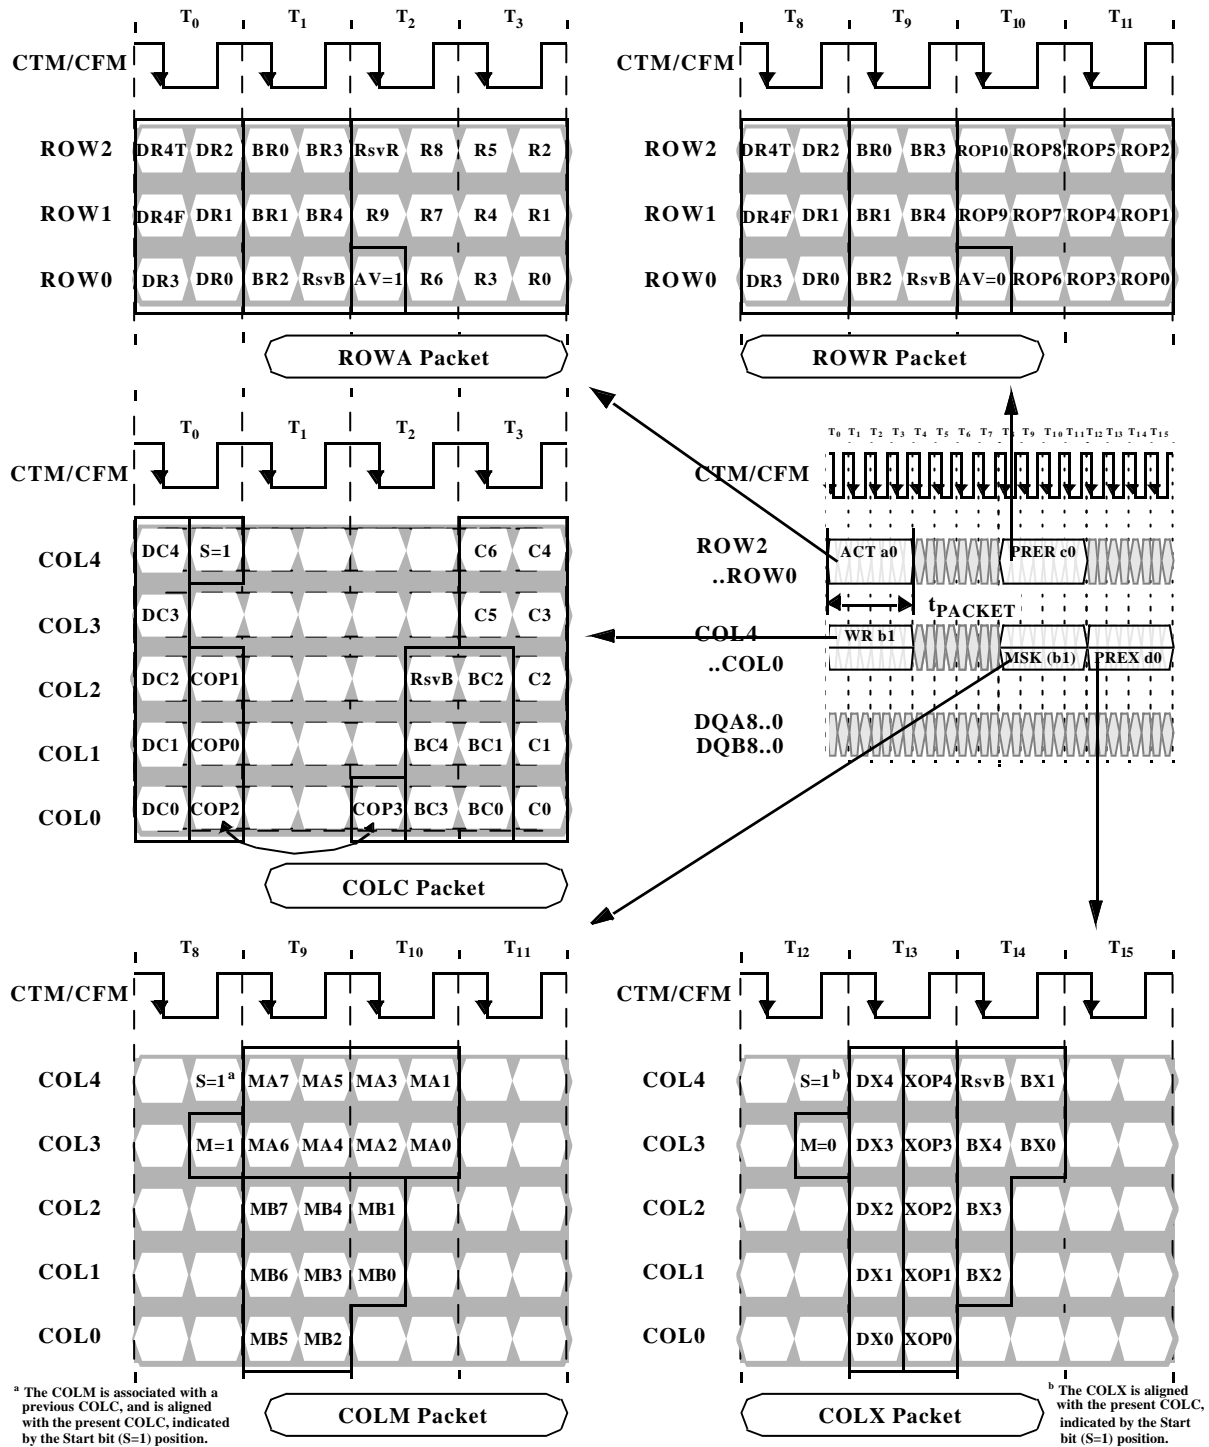 T0 T1 T2 T3
CTM/CFM
ROW2 DR4T DR2 BR0 BR3 RsvR R8 R5 R2
ROW1 DR4F DR1 BR1 BR4 R9 R7 R4 R1
ROW0 DR3 DR0 BR2 RsvB AV=1 R6 R3 R0
ROWA Packet
T8 T9 T10 T11
CTM/CFM
ROW2 DR4T DR2 BR0 BR3 ROP10 ROP8 ROP5 ROP2
ROW1 DR4F DR1 BR1 BR4 ROP9 ROP7 ROP4 ROP1
ROW0 DR3 DR0 BR2 RsvB AV=0 ROP6 ROP3 ROP0
ROWR Packet
T0 T1 T2 T3
CTM/CFM
COL4 DC4 S=1 C6 C4
COL3 DC3 C5 C3
COL2 DC2 COP1 RsvB BC2 C2
COL1 DC1 COP0 BC4 BC1 C1
COL0 DC0 COP2 COP3 BC3 BC0 C0
COLC Packet
T0 T1 T2 T3 T4 T5 T6 T7 T8 T9 T10 T11 T12 T13 T14 T15
CTM/CFM
ROW2 ACT a0 PRER c0
..ROW0
tPACKET
COL4 WR b1
..COL0 MSK (b1) PREX d0
DQA8..0
DQB8..0
T8 T9 T10 T11
CTM/CFM
COL4 S=1a MA7 MA5 MA3 MA1
COL3 M=1 MA6 MA4 MA2 MA0
COL2 MB7 MB4 MB1
COL1 MB6 MB3 MB0
COL0 MB5 MB2
COLM Packet
a The COLM is associated with a
previous COLC, and is aligned
with the present COLC, indicated
by the Start bit (S=1) position.
T12 T13 T14 T15
CTM/CFM
COL4 S=1b DX4 XOP4 RsvB BX1
COL3 M=0 DX3 XOP3 BX4 BX0
COL2 DX2 XOP2 BX3
COL1 DX1 XOP1 BX2
COL0 DX0 XOP0
COLX Packet
b The COLX is aligned
with the present COLC,
indicated by the Start
bit (S=1) position.